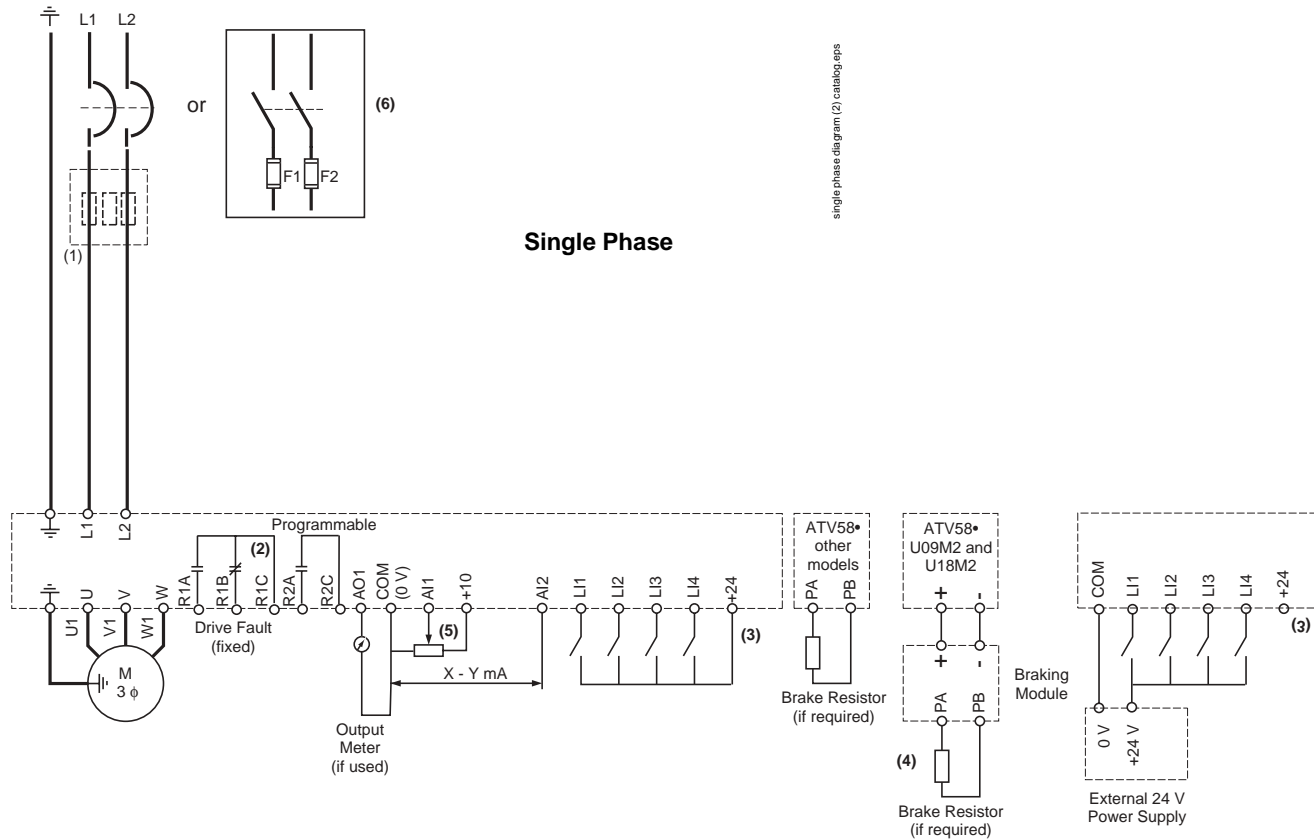 L1 L2
or
(6)
F1 F2
(1)
single phase diagram (2) catalog.eps
Single Phase
L1 L2
Programmable
(2)
U V W
R1A R1B R1C R2A R2C
AO1
COM
(0 V)
AI1
+10
AI2
LI1 LI2 LI3 LI4 +24
U1 V1 W1
Drive Fault
(fixed)
M
3 ϕ
(5)
X - Y mA
(3)
Output
Meter
(if used)
ATV58•
other
models
PA PB
Brake Resistor
(if required)
ATV58•
U09M2 and
U18M2
+ -
+ -
Braking
Module
PA PB
(4)
Brake Resistor
(if required)
COM LI1 LI2 LI3 LI4 +24
(3)
0 V +24 V
External 24 V
Power Supply